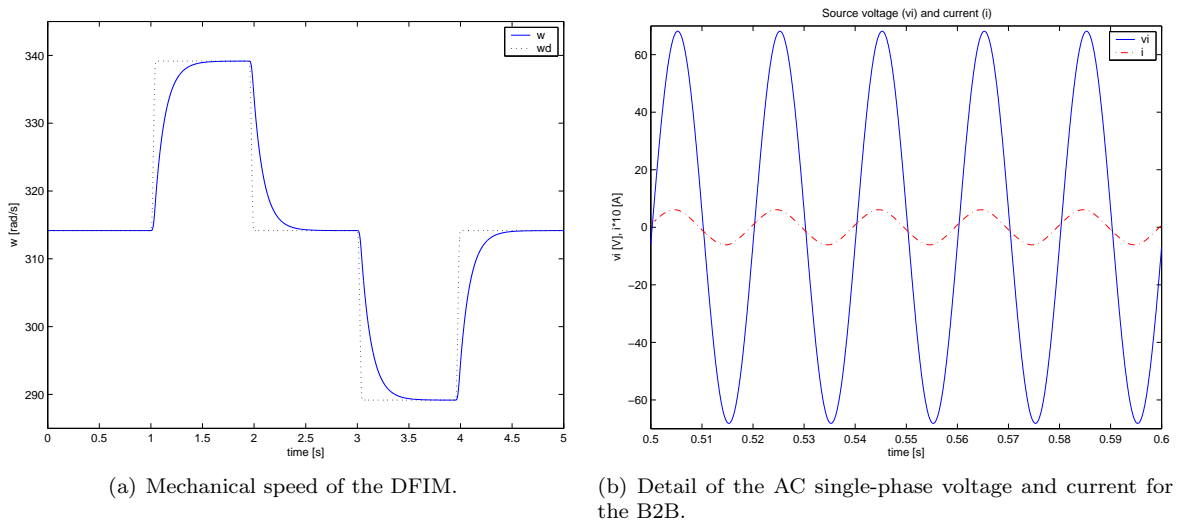 w
wd
340
330
320
310
300
290
w [rad/s]
0 0.5 1 1.5 2 2.5 3 3.5 4 4.5 5
time [s]
(a) Mechanical speed of the DFIM.
Source voltage (vi) and current (i)
vi
i
60
40
20
0
−20
−40
−60
vi [V], i*10 [A]
0.5 0.51 0.52 0.53 0.54 0.55 0.56 0.57 0.58 0.59 0.6
time [s]
(b) Detail of the AC single-phase voltage and current for
the B2B.